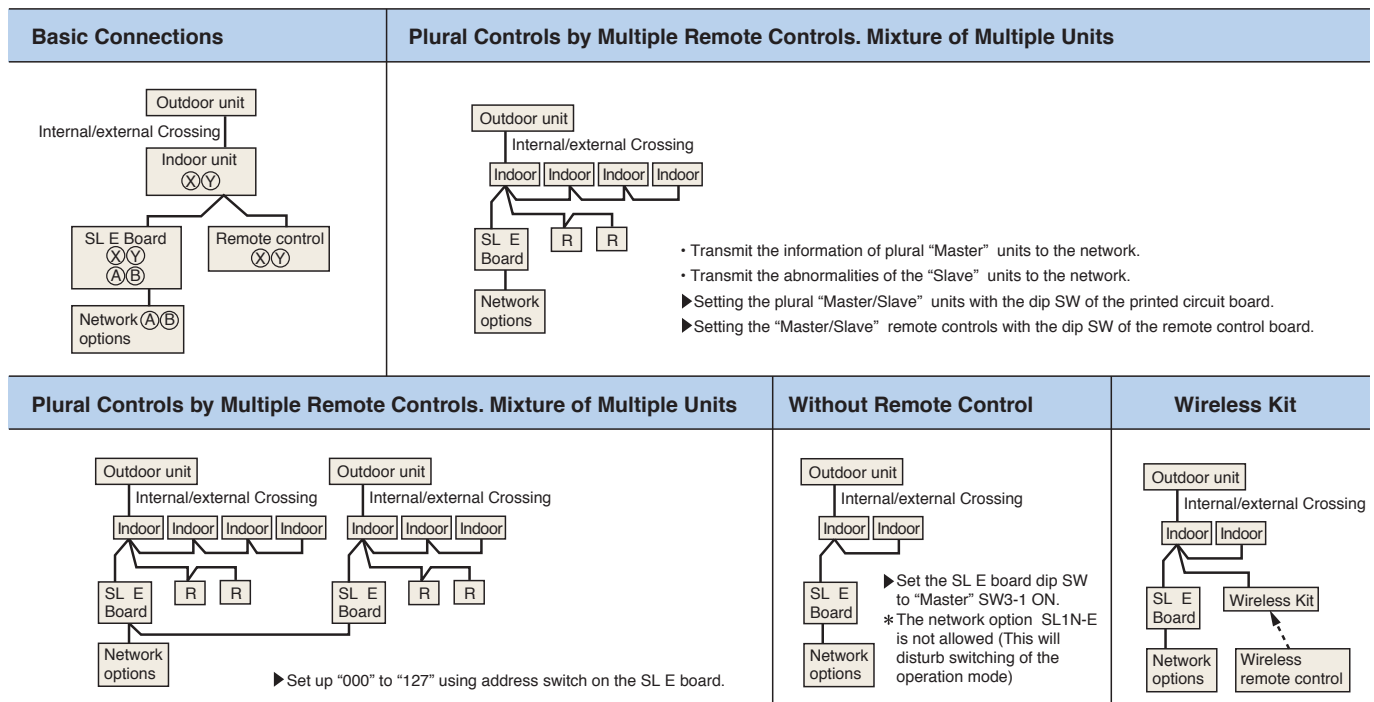 Basic Connections
Plural Controls by Multiple Remote Controls. Mixture of Multiple Units
Outdoor unit
Internal/external Crossing
Indoor unit
Ⓧ Ⓨ
SL E Board
Ⓧ Ⓨ
Ⓐ Ⓑ
Remote control
Ⓧ Ⓨ
Network Ⓐ Ⓑ
options
Outdoor unit
Internal/external Crossing
Indoor Indoor Indoor Indoor
SL E
Board
R R
Network
options
• Transmit the information of plural “Master” units to the network.
• Transmit the abnormalities of the “Slave” units to the network.
▶Setting the plural “Master/Slave” units with the dip SW of the printed circuit board.
▶Setting the “Master/Slave” remote controls with the dip SW of the remote control board.
Plural Controls by Multiple Remote Controls. Mixture of Multiple Units
Without Remote Control
Wireless Kit
Outdoor unit
Internal/external Crossing
Indoor Indoor Indoor Indoor
SL E
Board
R R
Network
options
Outdoor unit
Internal/external Crossing
Indoor Indoor Indoor
SL E
Board
R R
▶Set up “000” to “127” using address switch on the SL E board.
Outdoor unit
Internal/external Crossing
Indoor Indoor
SL E
Board
Network
options
▶Set the SL E board dip SW
to “Master” SW3-1 ON.
＊The network option SL1N-E
is not allowed (This will
disturb switching of the
operation mode)
Outdoor unit
Internal/external Crossing
Indoor Indoor
SL E
Board
Wireless Kit
Network
options
Wireless
remote control